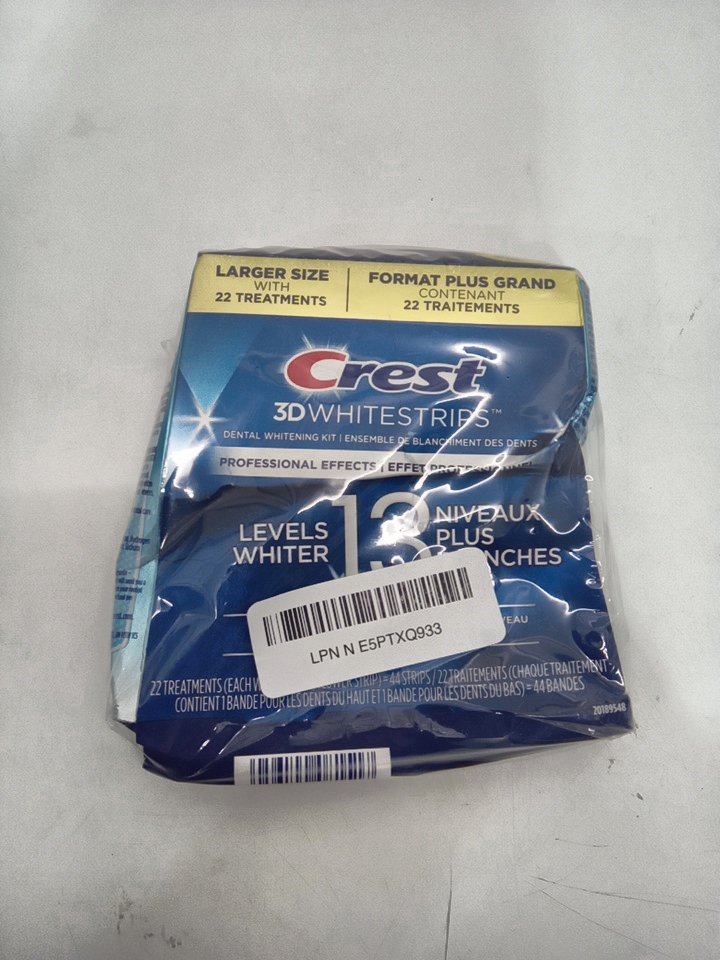 LARGER SIZE
WITH
22 TREATMENTS
FORMAT PLUS GRAND
CONTENANT
22 TRAITEMENTS
Crest
3DWHITESTRIPS™
DENTAL WHITENING KIT | ENSEMBLE DE BLANCHIMENT DES DENTS
PROFESSIONAL EFFECTS | EFFET
LEVELS
WHITER
13
NIVEAUX
PLUS
LPN N E5PTXQ933
22 TREATMENTS (EACH STRIP) = 44 STRIPS / 22 TRAITEMENTS (CHAQUE TRAITEMENT
CONTIENT 1 BANDE POUR LES DENTS DU HAUT ET 1 BANDE POUR LES DENTS DU BAS) = 44 BANDES
20189548